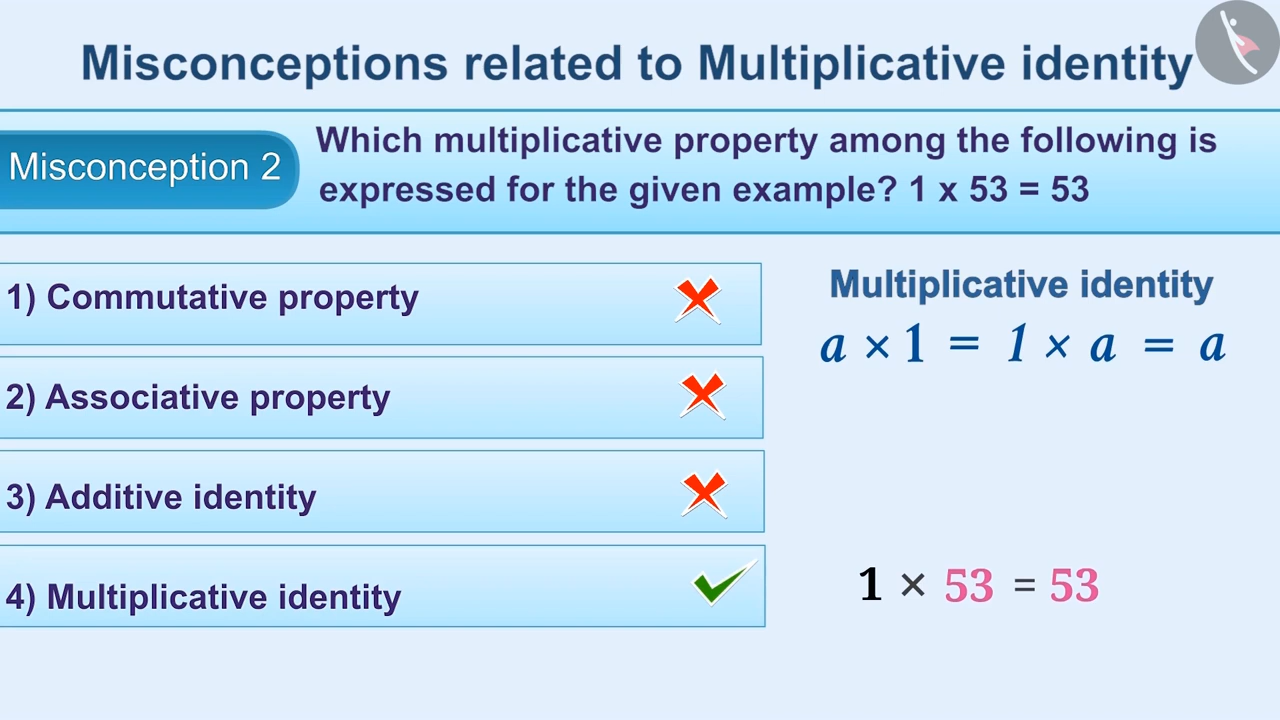 Misconceptions related to Multiplicative identity
Misconception 2
Which multiplicative property among the following is
expressed for the given example? 1 x 53 = 53
1) Commutative property
2) Associative property
3) Additive identity
4) Multiplicative identity
Multiplicative identity
a × 1 = 1 × a = a
1 × 53 = 53